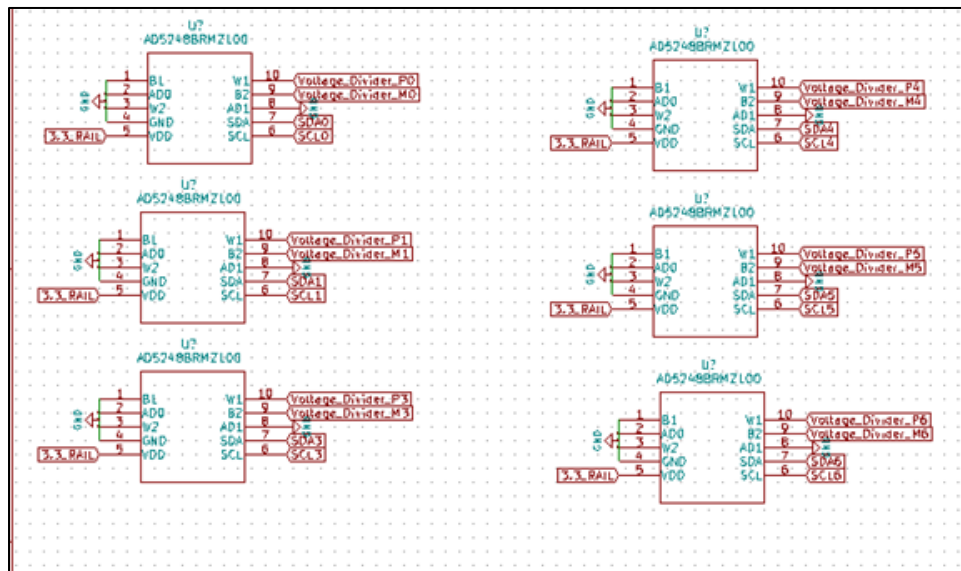 U?
AD5248BRMZ100
1 B1 W1 10 Voltage_Divider_P0
2 AD0 B2 9 Voltage_Divider_M0
GND 3 W2 AD1 8 GND
4 GND SDA 7 SDA0
3.3_RAIL 5 VDD SCL 6 SCL0
U?
AD5248BRMZ100
1 B1 W1 10 Voltage_Divider_P1
2 AD0 B2 9 Voltage_Divider_M1
GND 3 W2 AD1 8 GND
4 GND SDA 7 SDA1
3.3_RAIL 5 VDD SCL 6 SCL1
U?
AD5248BRMZ100
1 B1 W1 10 Voltage_Divider_P3
2 AD0 B2 9 Voltage_Divider_M3
GND 3 W2 AD1 8 GND
4 GND SDA 7 SDA3
3.3_RAIL 5 VDD SCL 6 SCL3
U?
AD5248BRMZ100
1 B1 W1 10 Voltage_Divider_P4
2 AD0 B2 9 Voltage_Divider_M4
GND 3 W2 AD1 8 GND
4 GND SDA 7 SDA4
3.3_RAIL 5 VDD SCL 6 SCL4
U?
AD5248BRMZ100
1 B1 W1 10 Voltage_Divider_P5
2 AD0 B2 9 Voltage_Divider_M5
GND 3 W2 AD1 8 GND
4 GND SDA 7 SDA5
3.3_RAIL 5 VDD SCL 6 SCL5
U?
AD5248BRMZ100
1 B1 W1 10 Voltage_Divider_P6
2 AD0 B2 9 Voltage_Divider_M6
GND 3 W2 AD1 8 GND
4 GND SDA 7 SDA6
3.3_RAIL 5 VDD SCL 6 SCL6